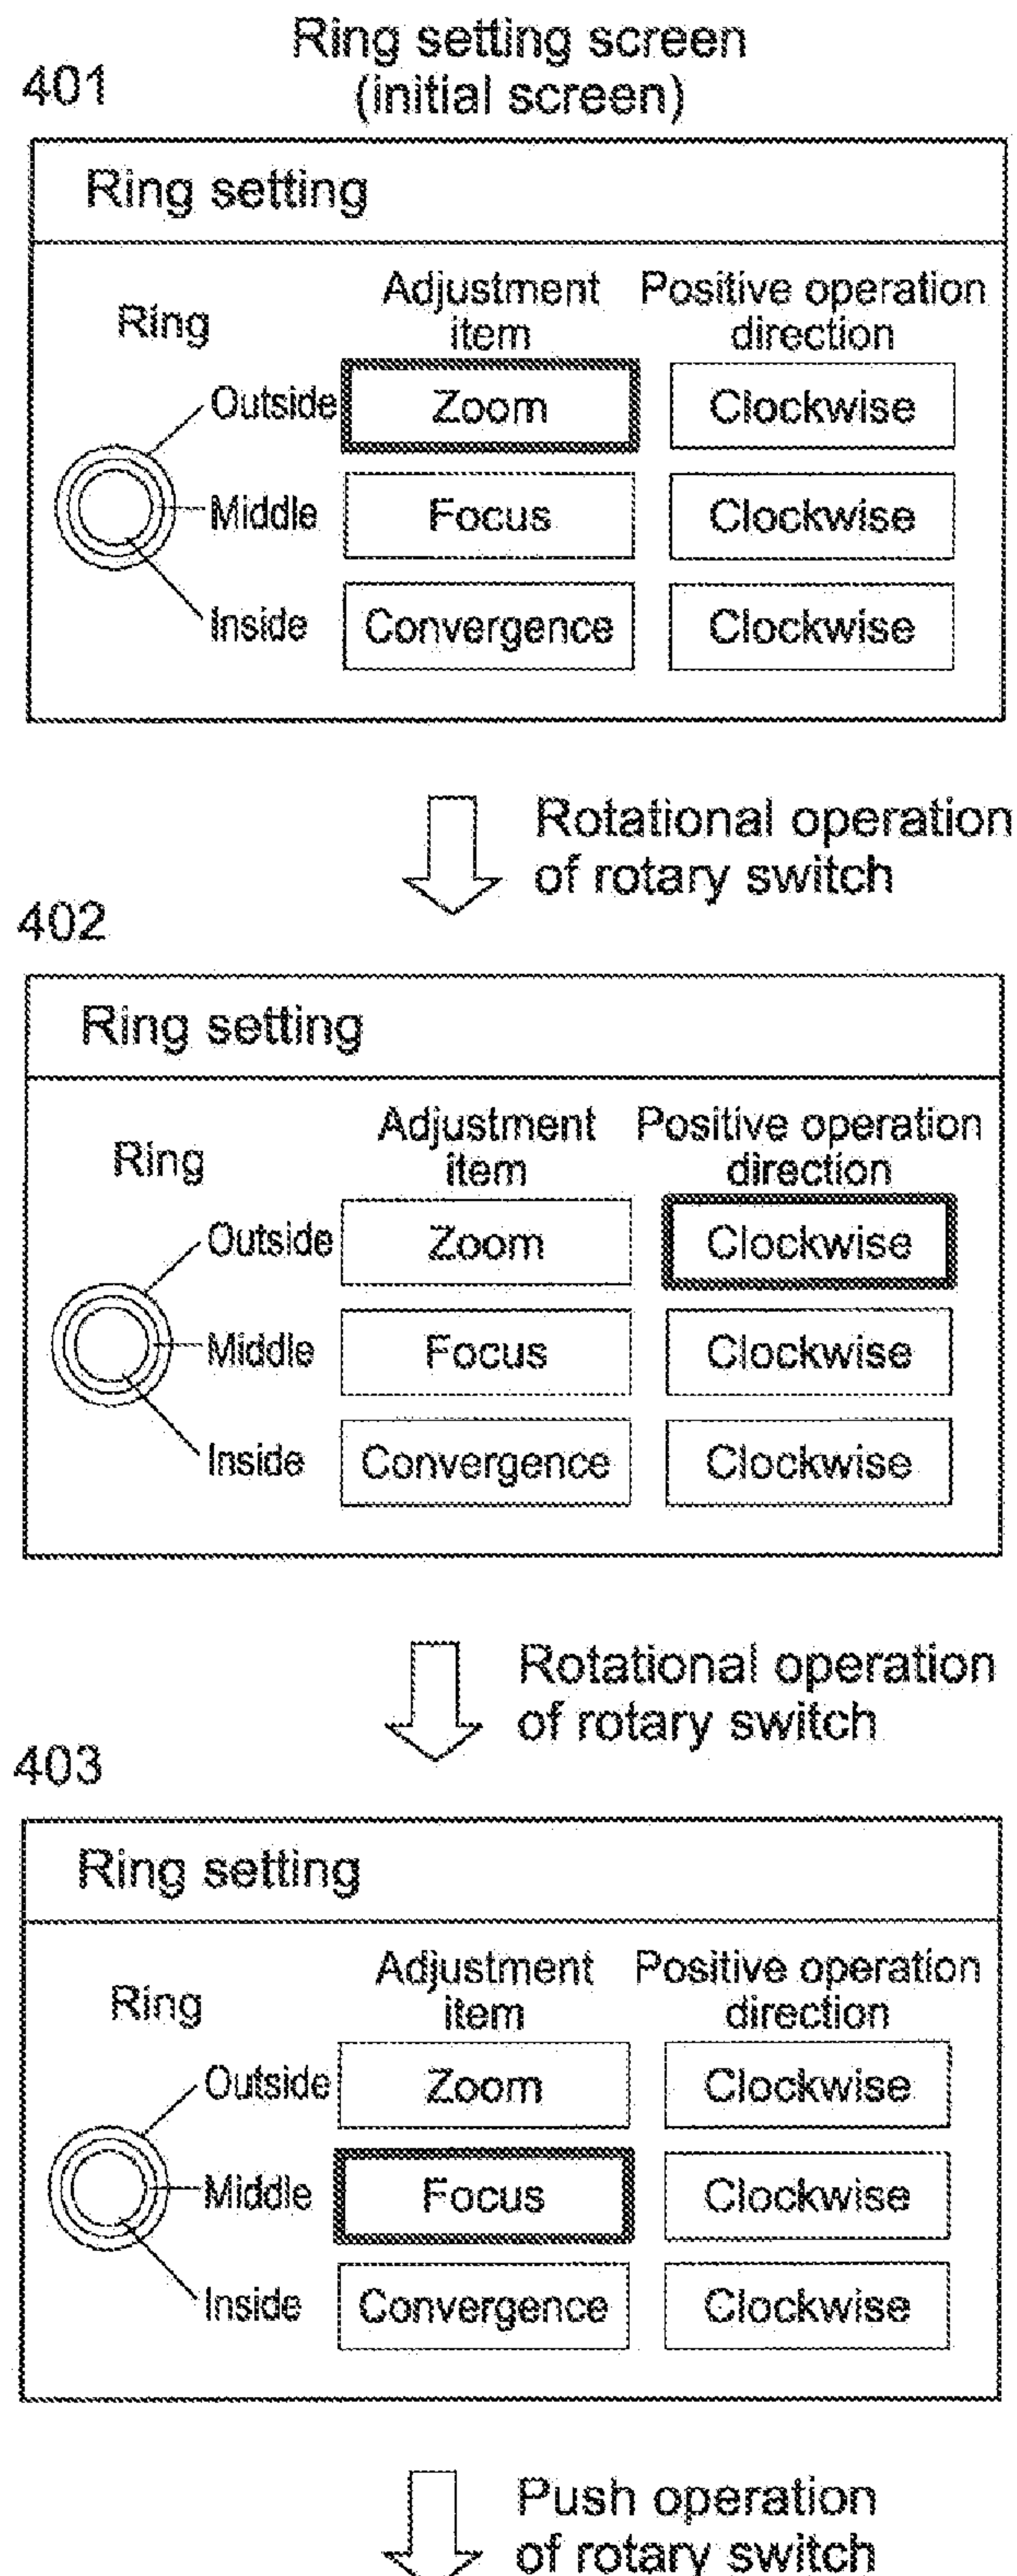 Ring setting screen
(initial screen)
401
Ring setting
Ring
Adjustment
item
Positive operation
direction
Outside
Zoom
Clockwise
Middle
Focus
Clockwise
Inside
Convergence
Clockwise
Rotational operation
of rotary switch
402
Ring setting
Ring
Adjustment
item
Positive operation
direction
Outside
Zoom
Clockwise
Middle
Focus
Clockwise
Inside
Convergence
Clockwise
Rotational operation
of rotary switch
403
Ring setting
Ring
Adjustment
item
Positive operation
direction
Outside
Zoom
Clockwise
Middle
Focus
Clockwise
Inside
Convergence
Clockwise
Push operation
of rotary switch